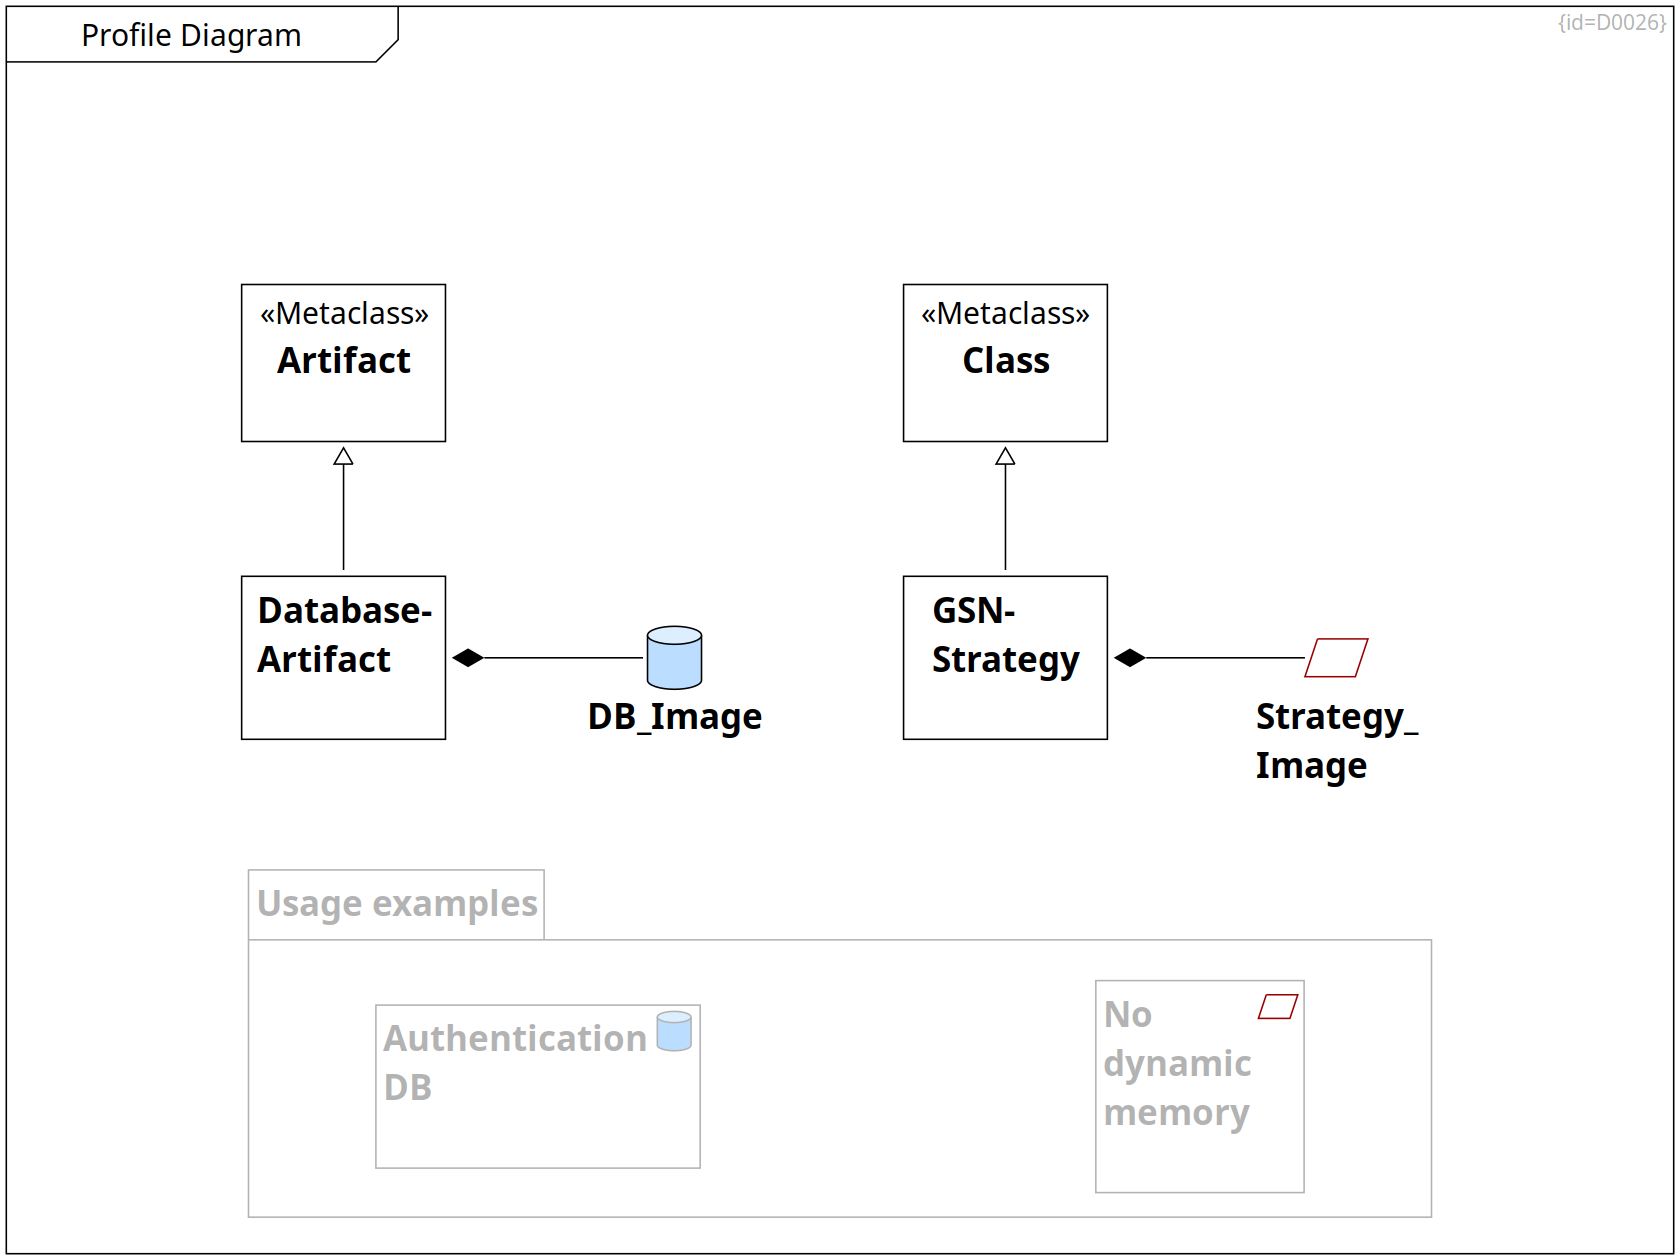 Profile Diagram
{id=D0026}
«Metaclass»
Artifact
«Metaclass»
Class
Database-
Artifact
DB_Image
GSN-
Strategy
Strategy_
Image
Usage examples
Authentication
DB
No
dynamic
memory